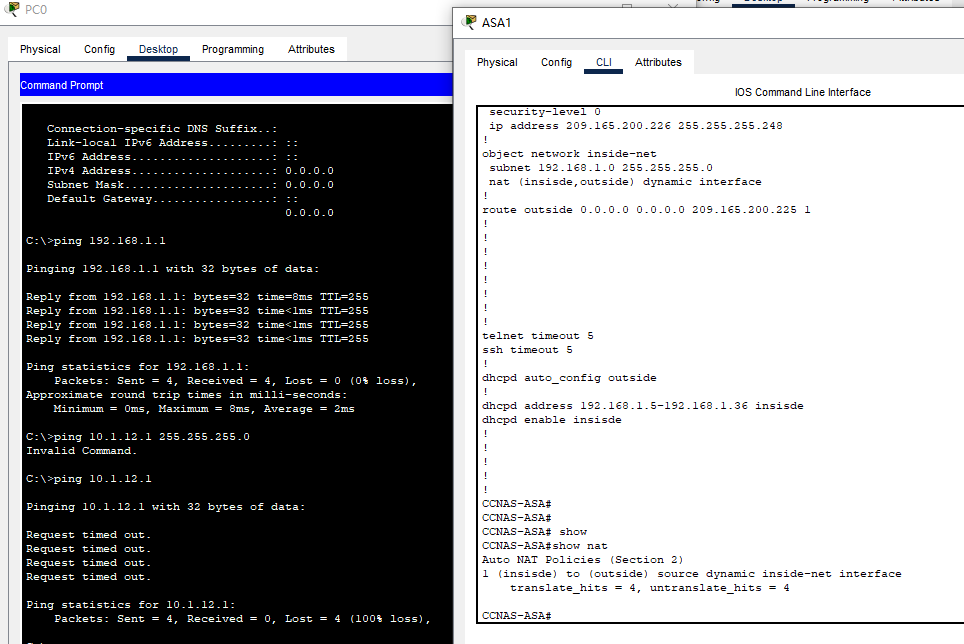 PC0
Physical Config Desktop Programming Attributes
Command Prompt
Connection-specific DNS Suffix..:
Link-local IPv6 Address.........: ::
IPv6 Address....................: ::
IPv4 Address....................: 0.0.0.0
Subnet Mask.....................: 0.0.0.0
Default Gateway.................: ::
0.0.0.0
C:\>ping 192.168.1.1
Pinging 192.168.1.1 with 32 bytes of data:
Reply from 192.168.1.1: bytes=32 time=8ms TTL=255
Reply from 192.168.1.1: bytes=32 time<1ms TTL=255
Reply from 192.168.1.1: bytes=32 time<1ms TTL=255
Reply from 192.168.1.1: bytes=32 time<1ms TTL=255
Ping statistics for 192.168.1.1:
Packets: Sent = 4, Received = 4, Lost = 0 (0% loss),
Approximate round trip times in milli-seconds:
Minimum = 0ms, Maximum = 8ms, Average = 2ms
C:\>ping 10.1.12.1 255.255.255.0
Invalid Command.
C:\>ping 10.1.12.1
Pinging 10.1.12.1 with 32 bytes of data:
Request timed out.
Request timed out.
Request timed out.
Request timed out.
Ping statistics for 10.1.12.1:
Packets: Sent = 4, Received = 0, Lost = 4 (100% loss),
ASA1
Physical Config CLI Attributes
IOS Command Line Interface
security-level 0
ip address 209.165.200.226 255.255.255.248
!
object network inside-net
subnet 192.168.1.0 255.255.255.0
nat (insisde,outside) dynamic interface
!
route outside 0.0.0.0 0.0.0.0 209.165.200.225 1
!
!
!
!
!
!
!
!
telnet timeout 5
ssh timeout 5
!
dhcpd auto_config outside
!
dhcpd address 192.168.1.5-192.168.1.36 insisde
dhcpd enable insisde
!
!
!
!
!
CCNAS-ASA#
CCNAS-ASA#
CCNAS-ASA# show
CCNAS-ASA#show nat
Auto NAT Policies (Section 2)
1 (insisde) to (outside) source dynamic inside-net interface
translate_hits = 4, untranslate_hits = 4
CCNAS-ASA#